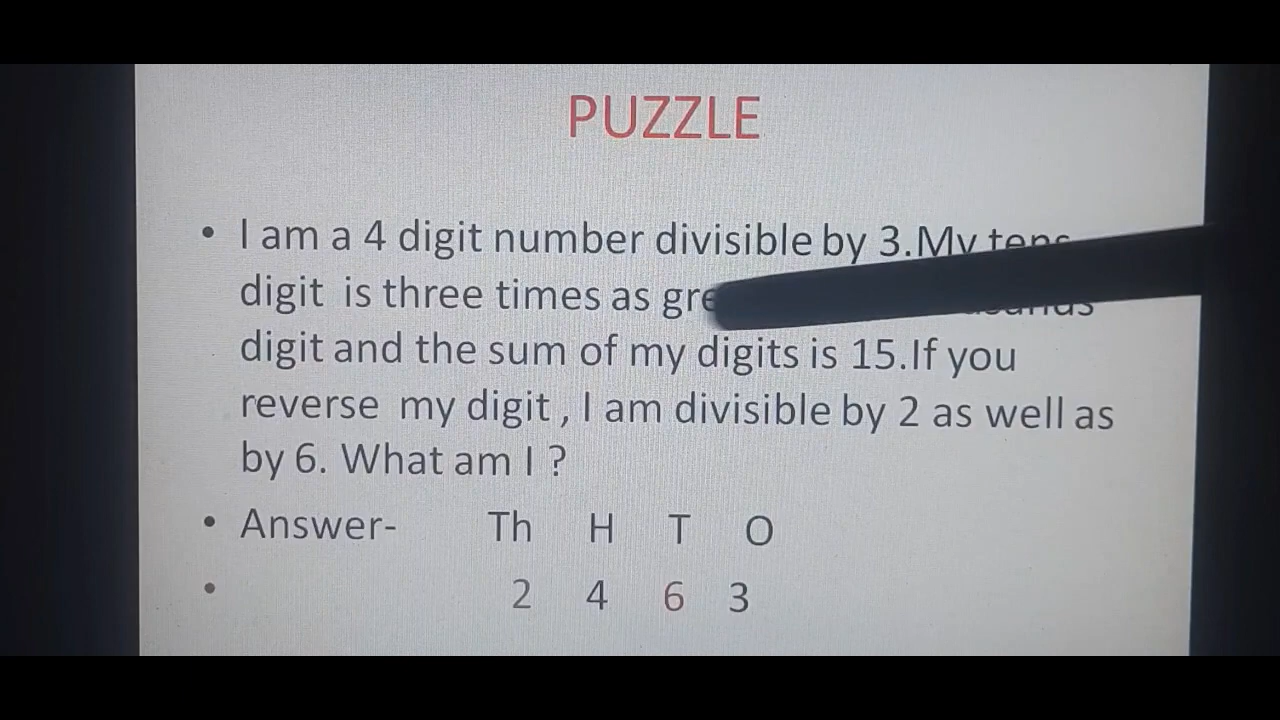 PUZZLE
• I am a 4 digit number divisible by 3.My tens
digit is three times as
digit and the sum of my digits is 15.If you
reverse my digit , I am divisible by 2 as well as
by 6. What am I ?
• Answer- Th H T O
• 2 4 6 3